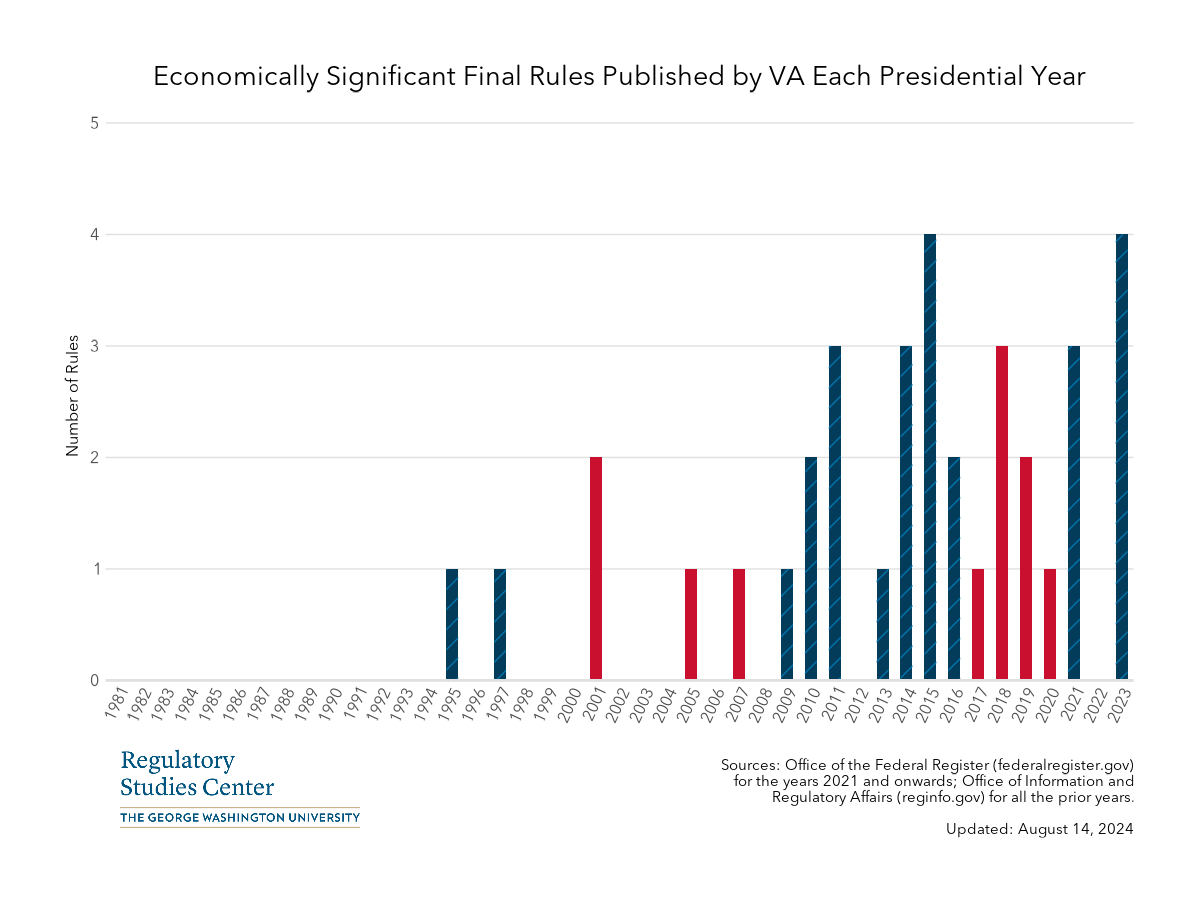 Economically Significant Final Rules Published by VA Each Presidential Year
5
4
3
2
1
0
Number of Rules
1981 1982 1983 1984 1985 1986 1987 1988 1989 1990 1991 1992 1993 1994 1995 1996 1997 1998 1999 2000 2001 2002 2003 2004 2005 2006 2007 2008 2009 2010 2011 2012 2013 2014 2015 2016 2017 2018 2019 2020 2021 2022 2023
Regulatory
Studies Center
THE GEORGE WASHINGTON UNIVERSITY
Sources: Office of the Federal Register (federalregister.gov)
for the years 2021 and onwards; Office of Information and
Regulatory Affairs (reginfo.gov) for all the prior years.
Updated: August 14, 2024